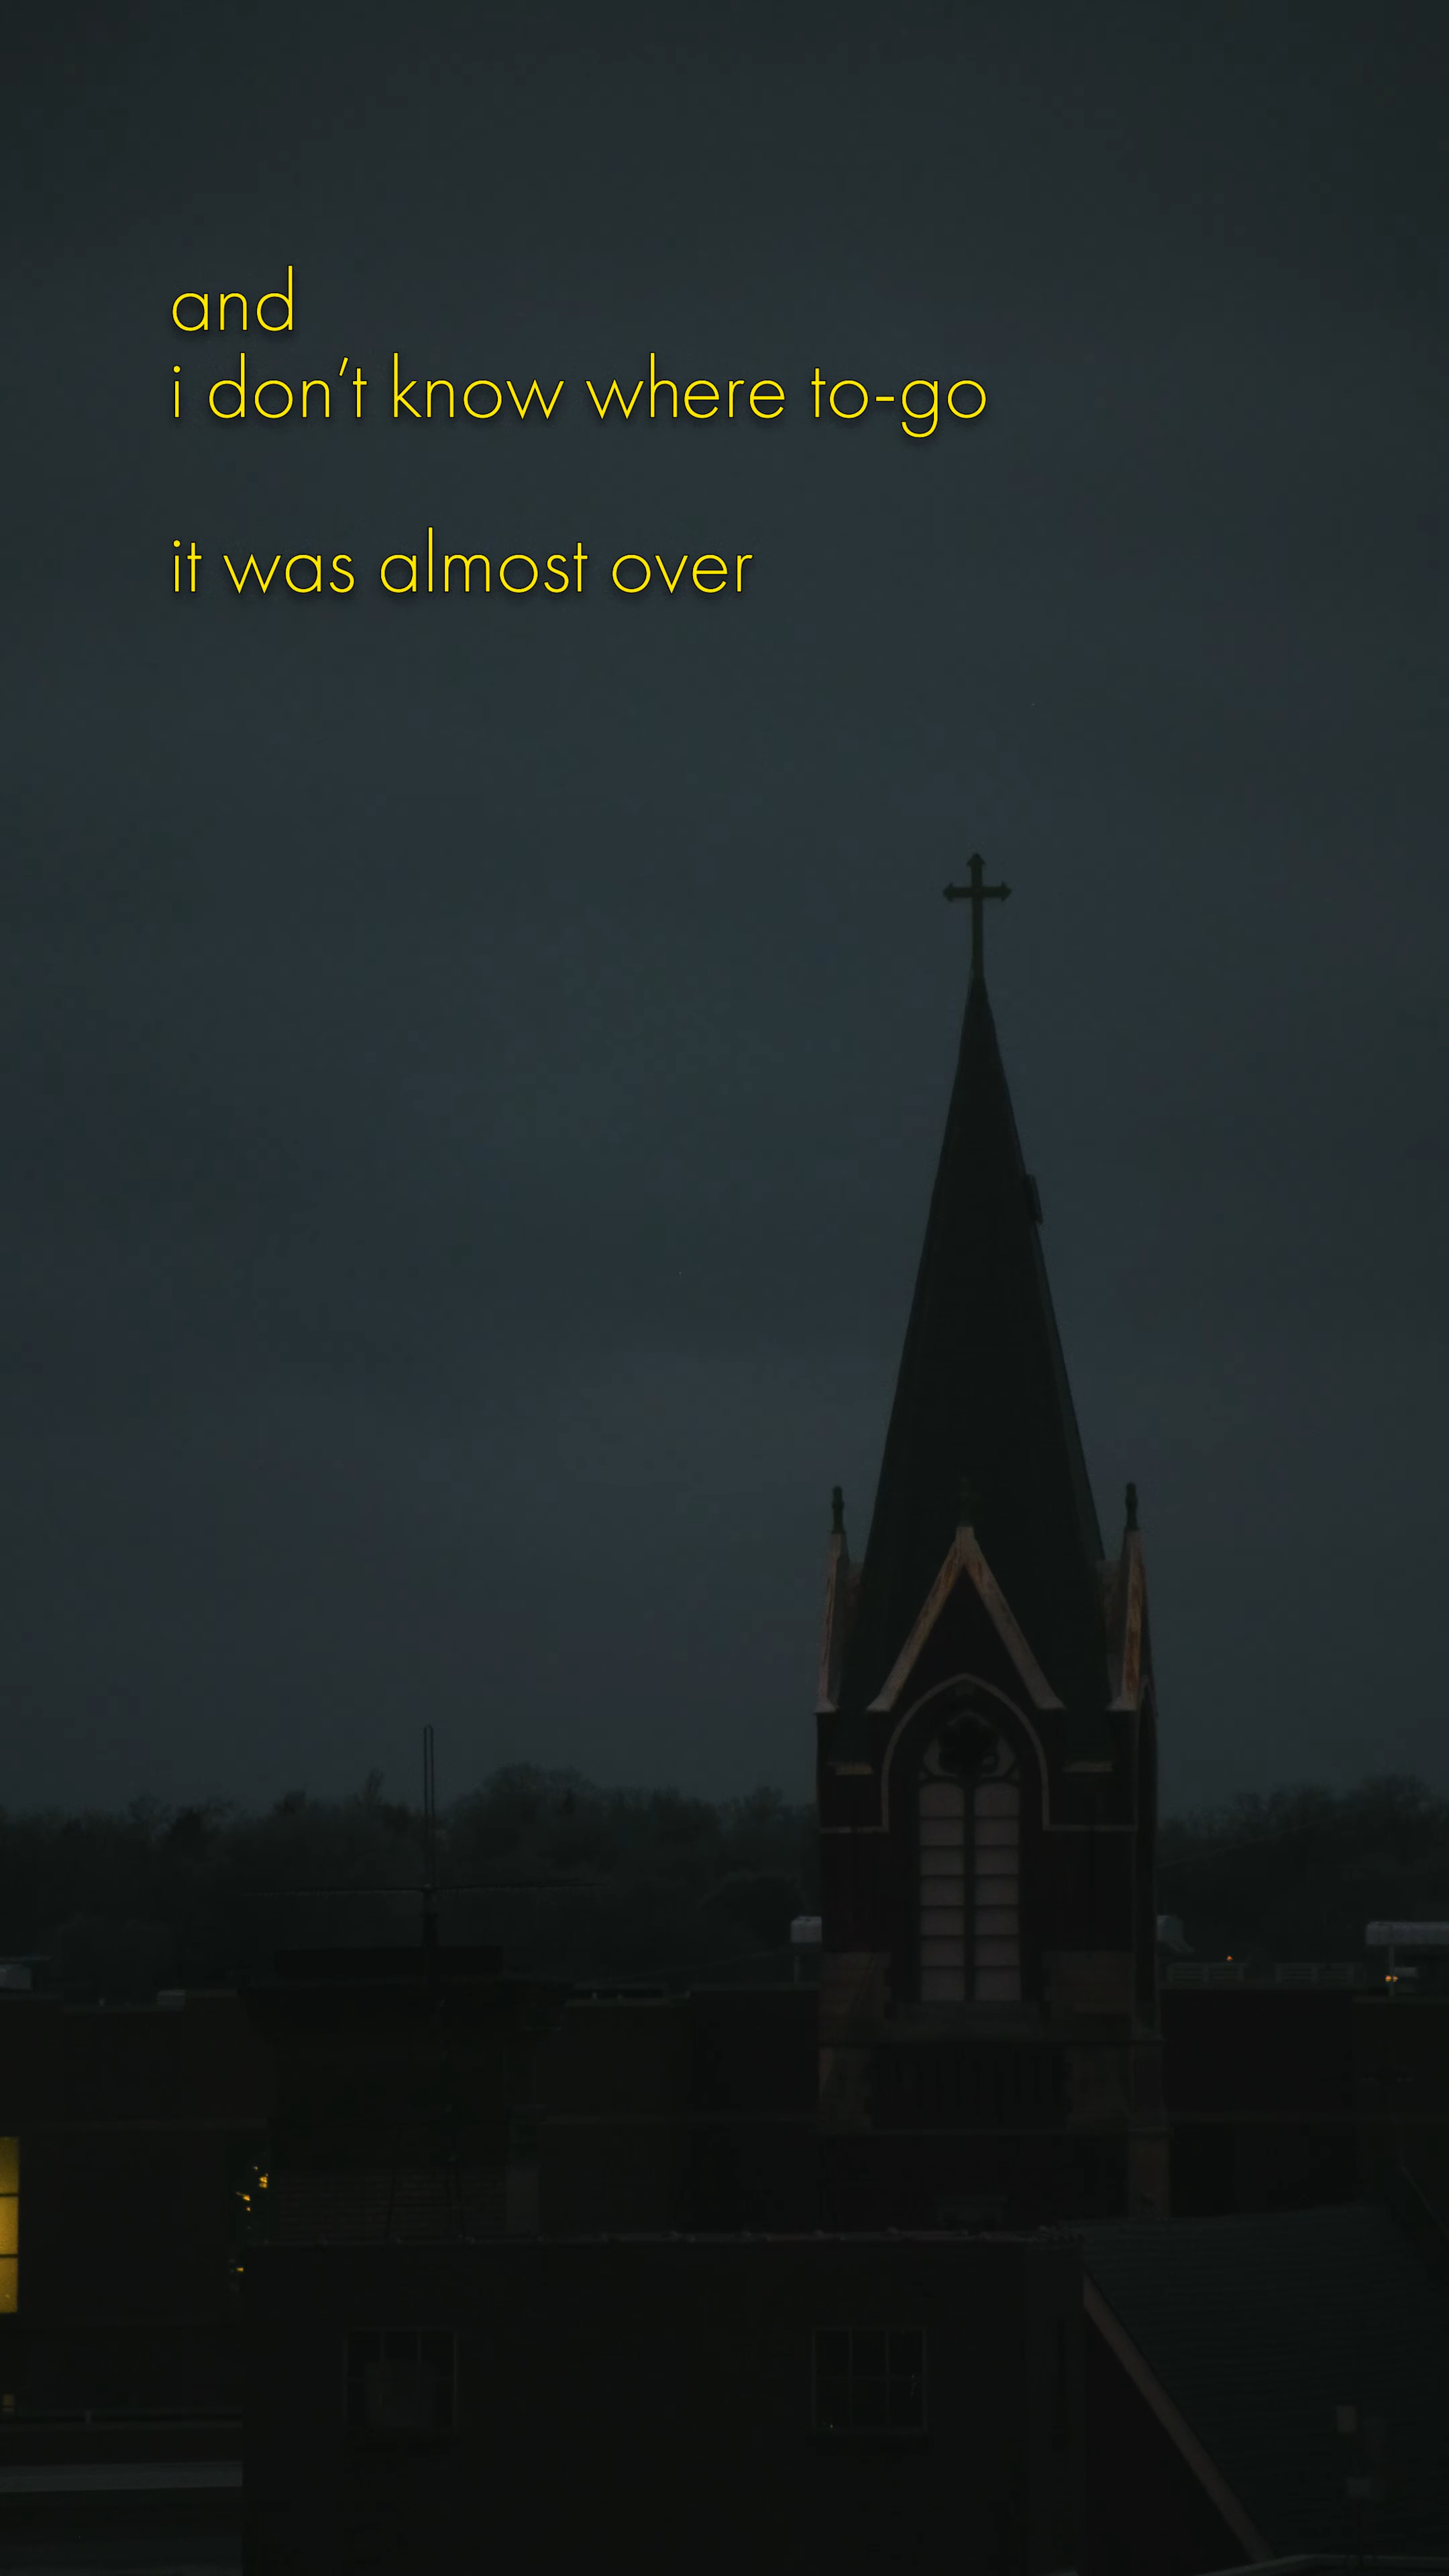 and
i don’t know where to-go
it was almost over